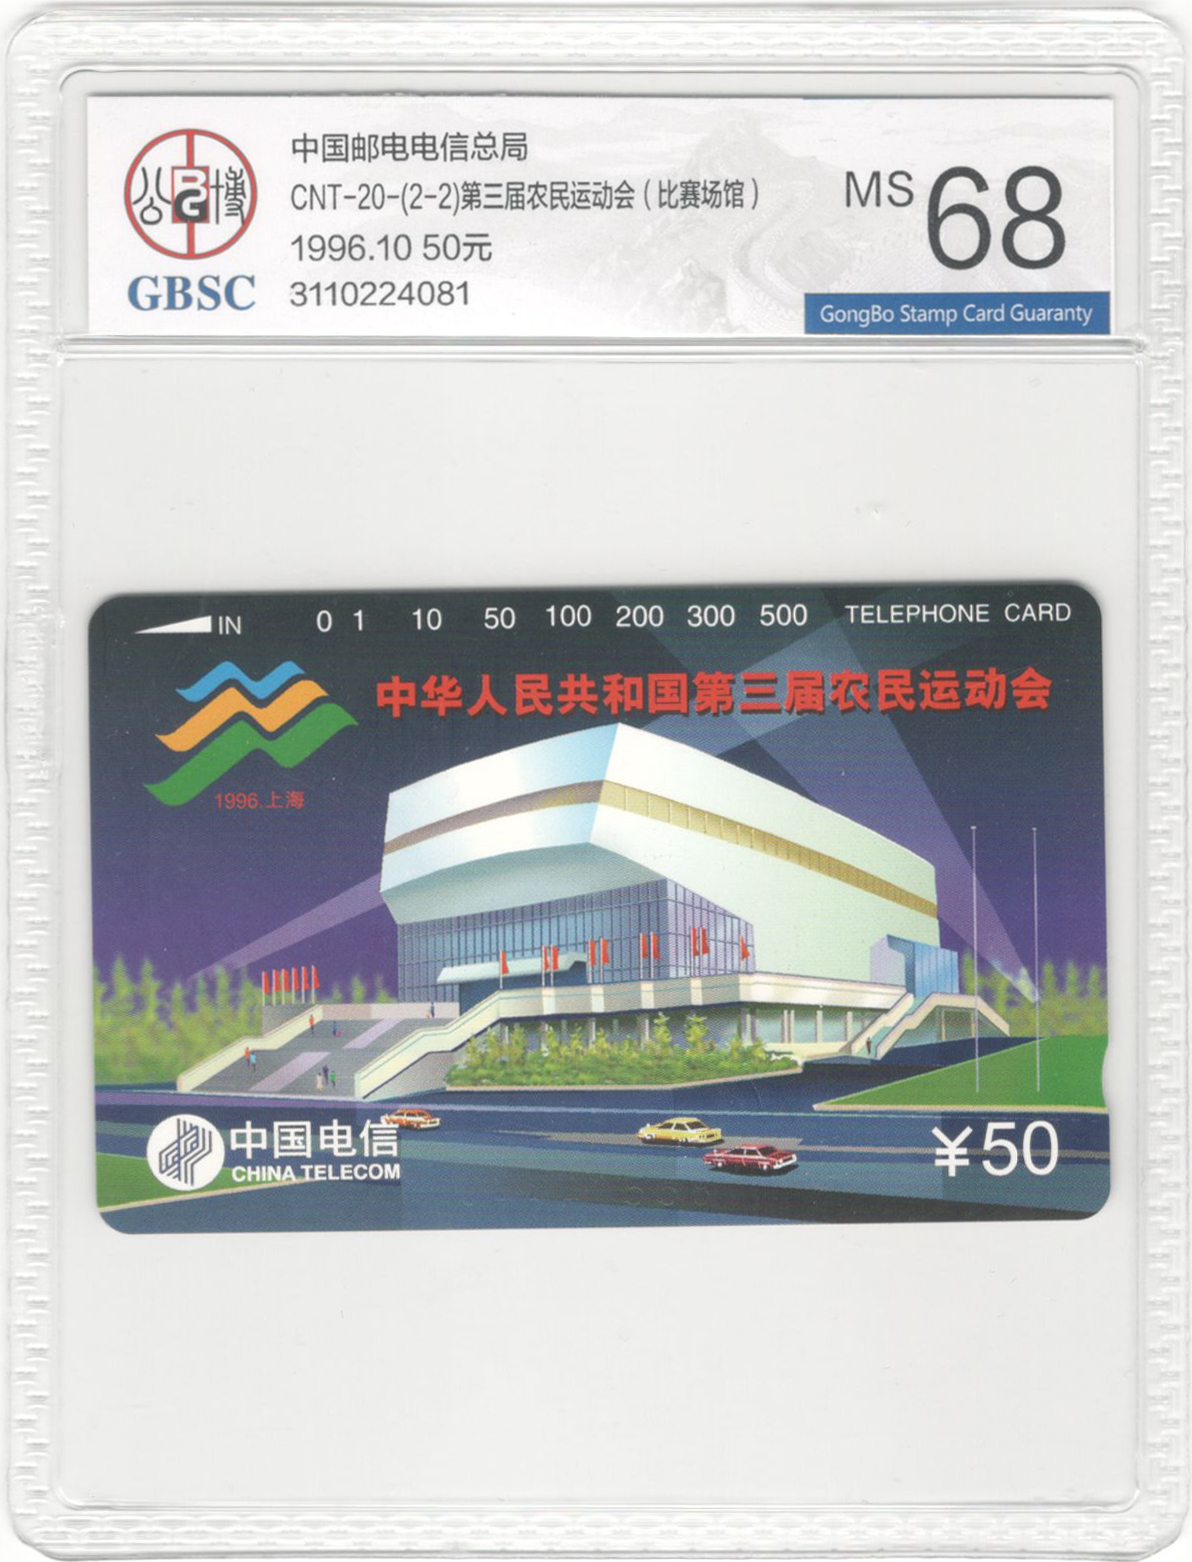 中国邮电电信总局
CNT-20-(2-2)第三届农民运动会(比赛场馆)
1996.10 50元
3110224081
公博
BG
GBSC
MS 68
GongBo Stamp Card Guaranty
IN 0 1 10 50 100 200 300 500 TELEPHONE CARD
中华人民共和国第三届农民运动会
1996.上海
中国电信
CHINA TELECOM
¥50